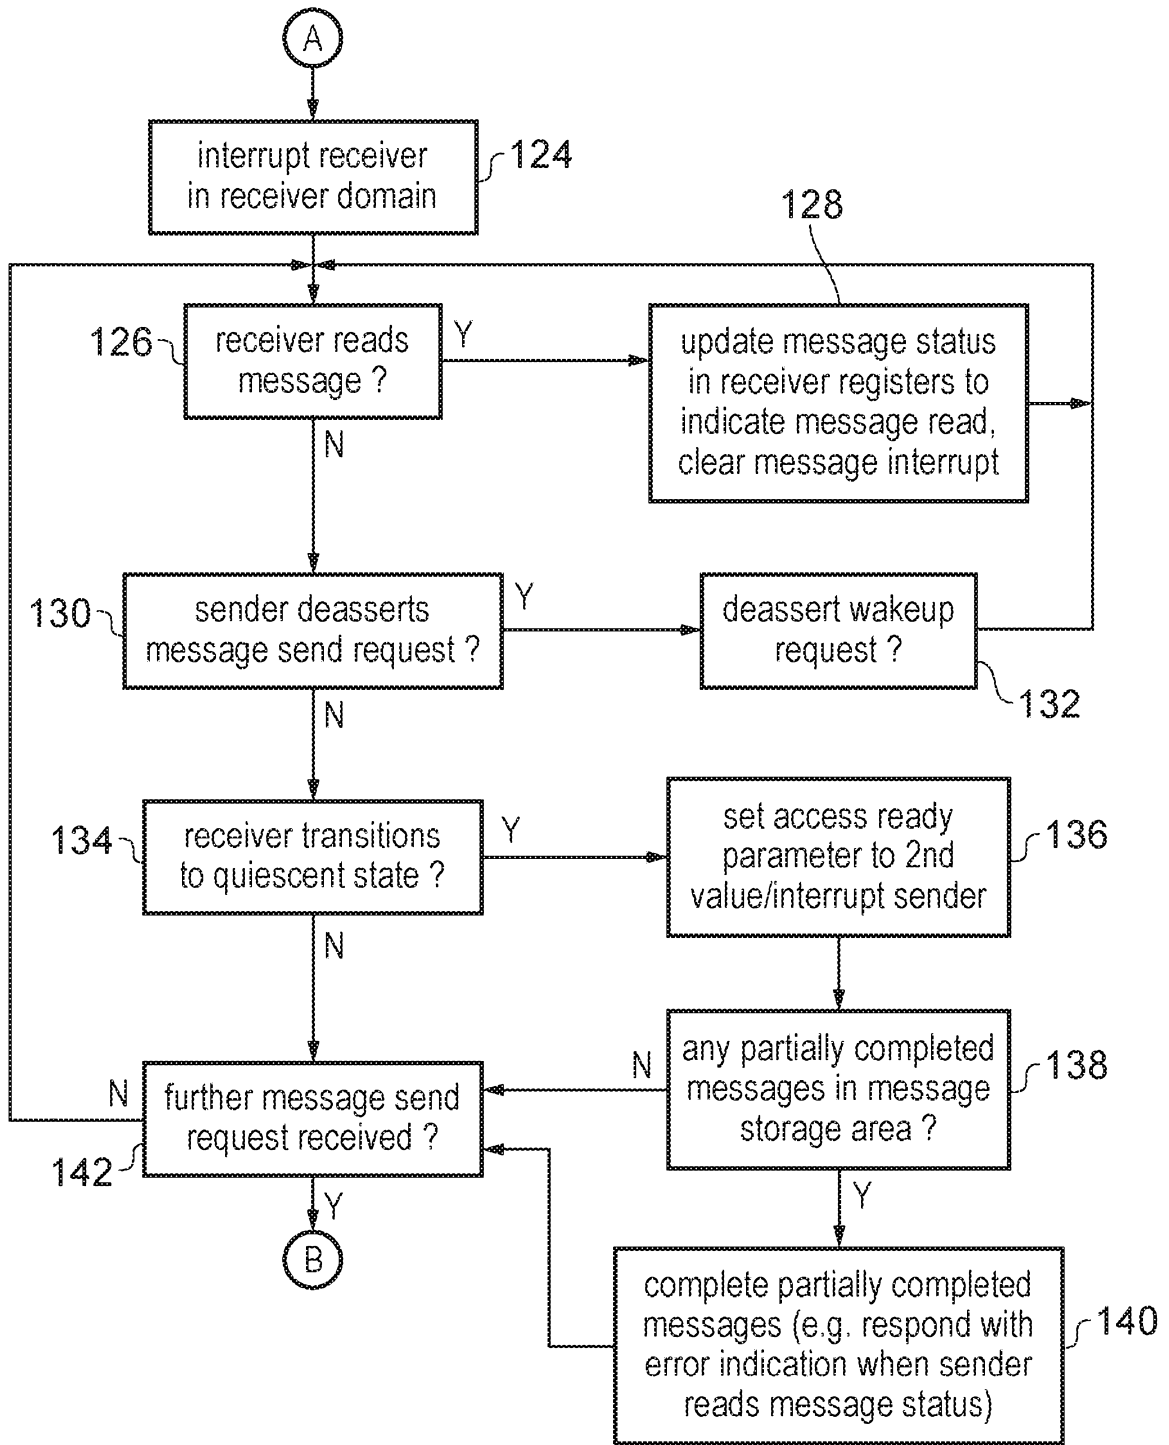 A
interrupt receiver
in receiver domain
124
128
126
receiver reads
message ?
Y
N
update message status
in receiver registers to
indicate message read,
clear message interrupt
130
sender deasserts
message send request ?
Y
N
deassert wakeup
request ?
132
134
receiver transitions
to quiescent state ?
Y
N
set access ready
parameter to 2nd
value/interrupt sender
136
any partially completed
messages in message
storage area ?
138
N
Y
N
further message send
request received ?
142
Y
B
complete partially completed
messages (e.g. respond with
error indication when sender
reads message status)
140